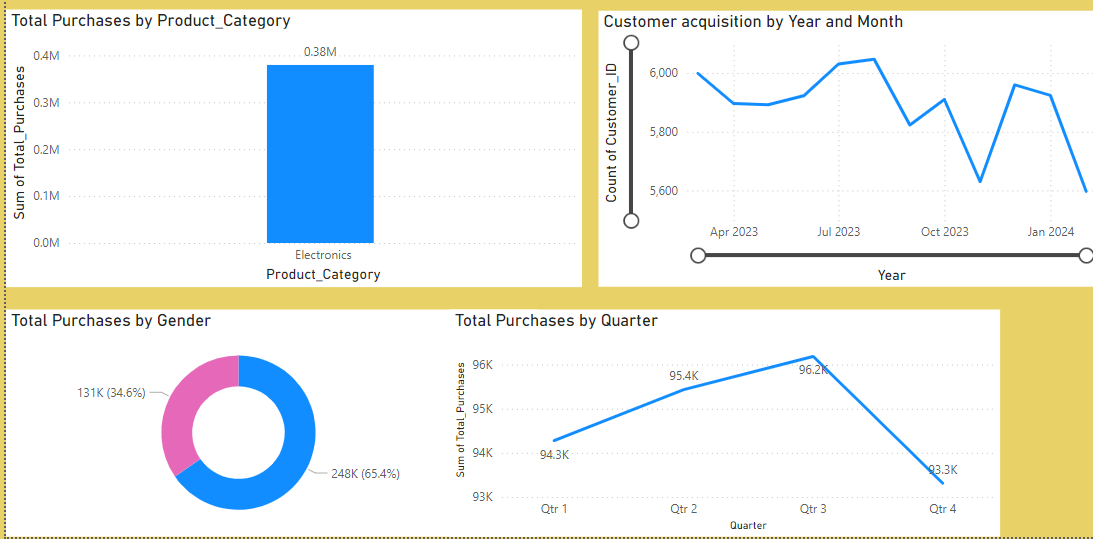 Total Purchases by Product_Category
Sum of Total_Purchases
0.4M
0.3M
0.2M
0.1M
0.0M
0.38M
Electronics
Product_Category
Customer acquisition by Year and Month
Count of Customer_ID
6,000
5,800
5,600
Apr 2023
Jul 2023
Oct 2023
Jan 2024
Year
Total Purchases by Gender
131K (34.6%)
248K (65.4%)
Total Purchases by Quarter
Sum of Total_Purchases
96K
95K
94K
93K
94.3K
95.4K
96.2K
93.3K
Qtr 1
Qtr 2
Qtr 3
Qtr 4
Quarter